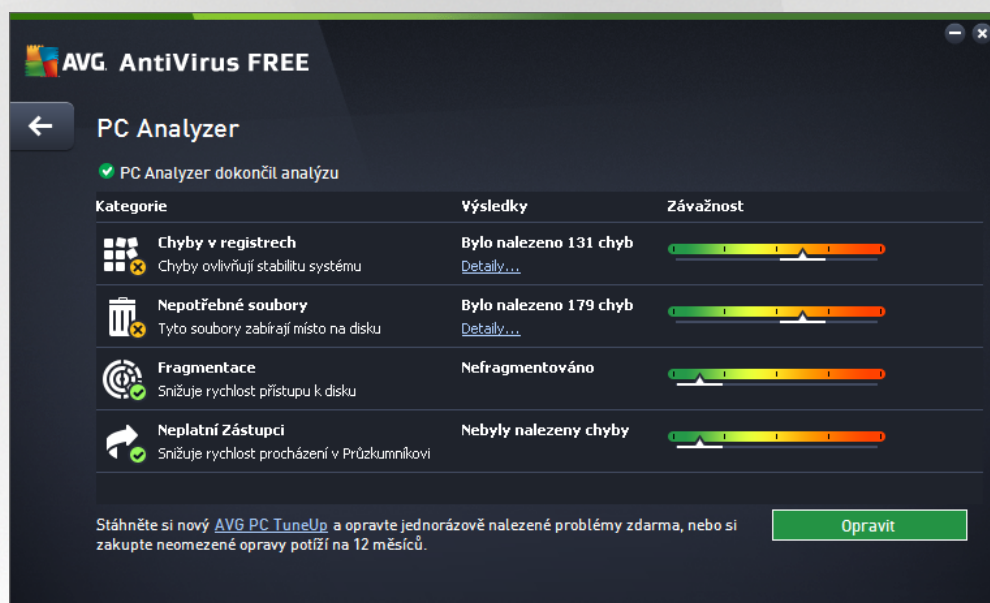 AVG. AntiVirus FREE
PC Analyzer
PC Analyzer dokončil analýzu
Kategorie Výsledky Závažnost
Chyby v registrech Bylo nalezeno 131 chyb
Chyby ovlivňují stabilitu systému Detaily...
Nepotřebné soubory Bylo nalezeno 179 chyb
Tyto soubory zabírají místo na disku Detaily...
Fragmentace Nefragmentováno
Snižuje rychlost přístupu k disku
Neplatní Zástupci Nebyly nalezeny chyby
Snižuje rychlost procházení v Průzkumníkovi
Stáhněte si nový AVG PC TuneUp a opravte jednorázově nalezené problémy zdarma, nebo si Opravit
zakupte neomezené opravy potíží na 12 měsíců.